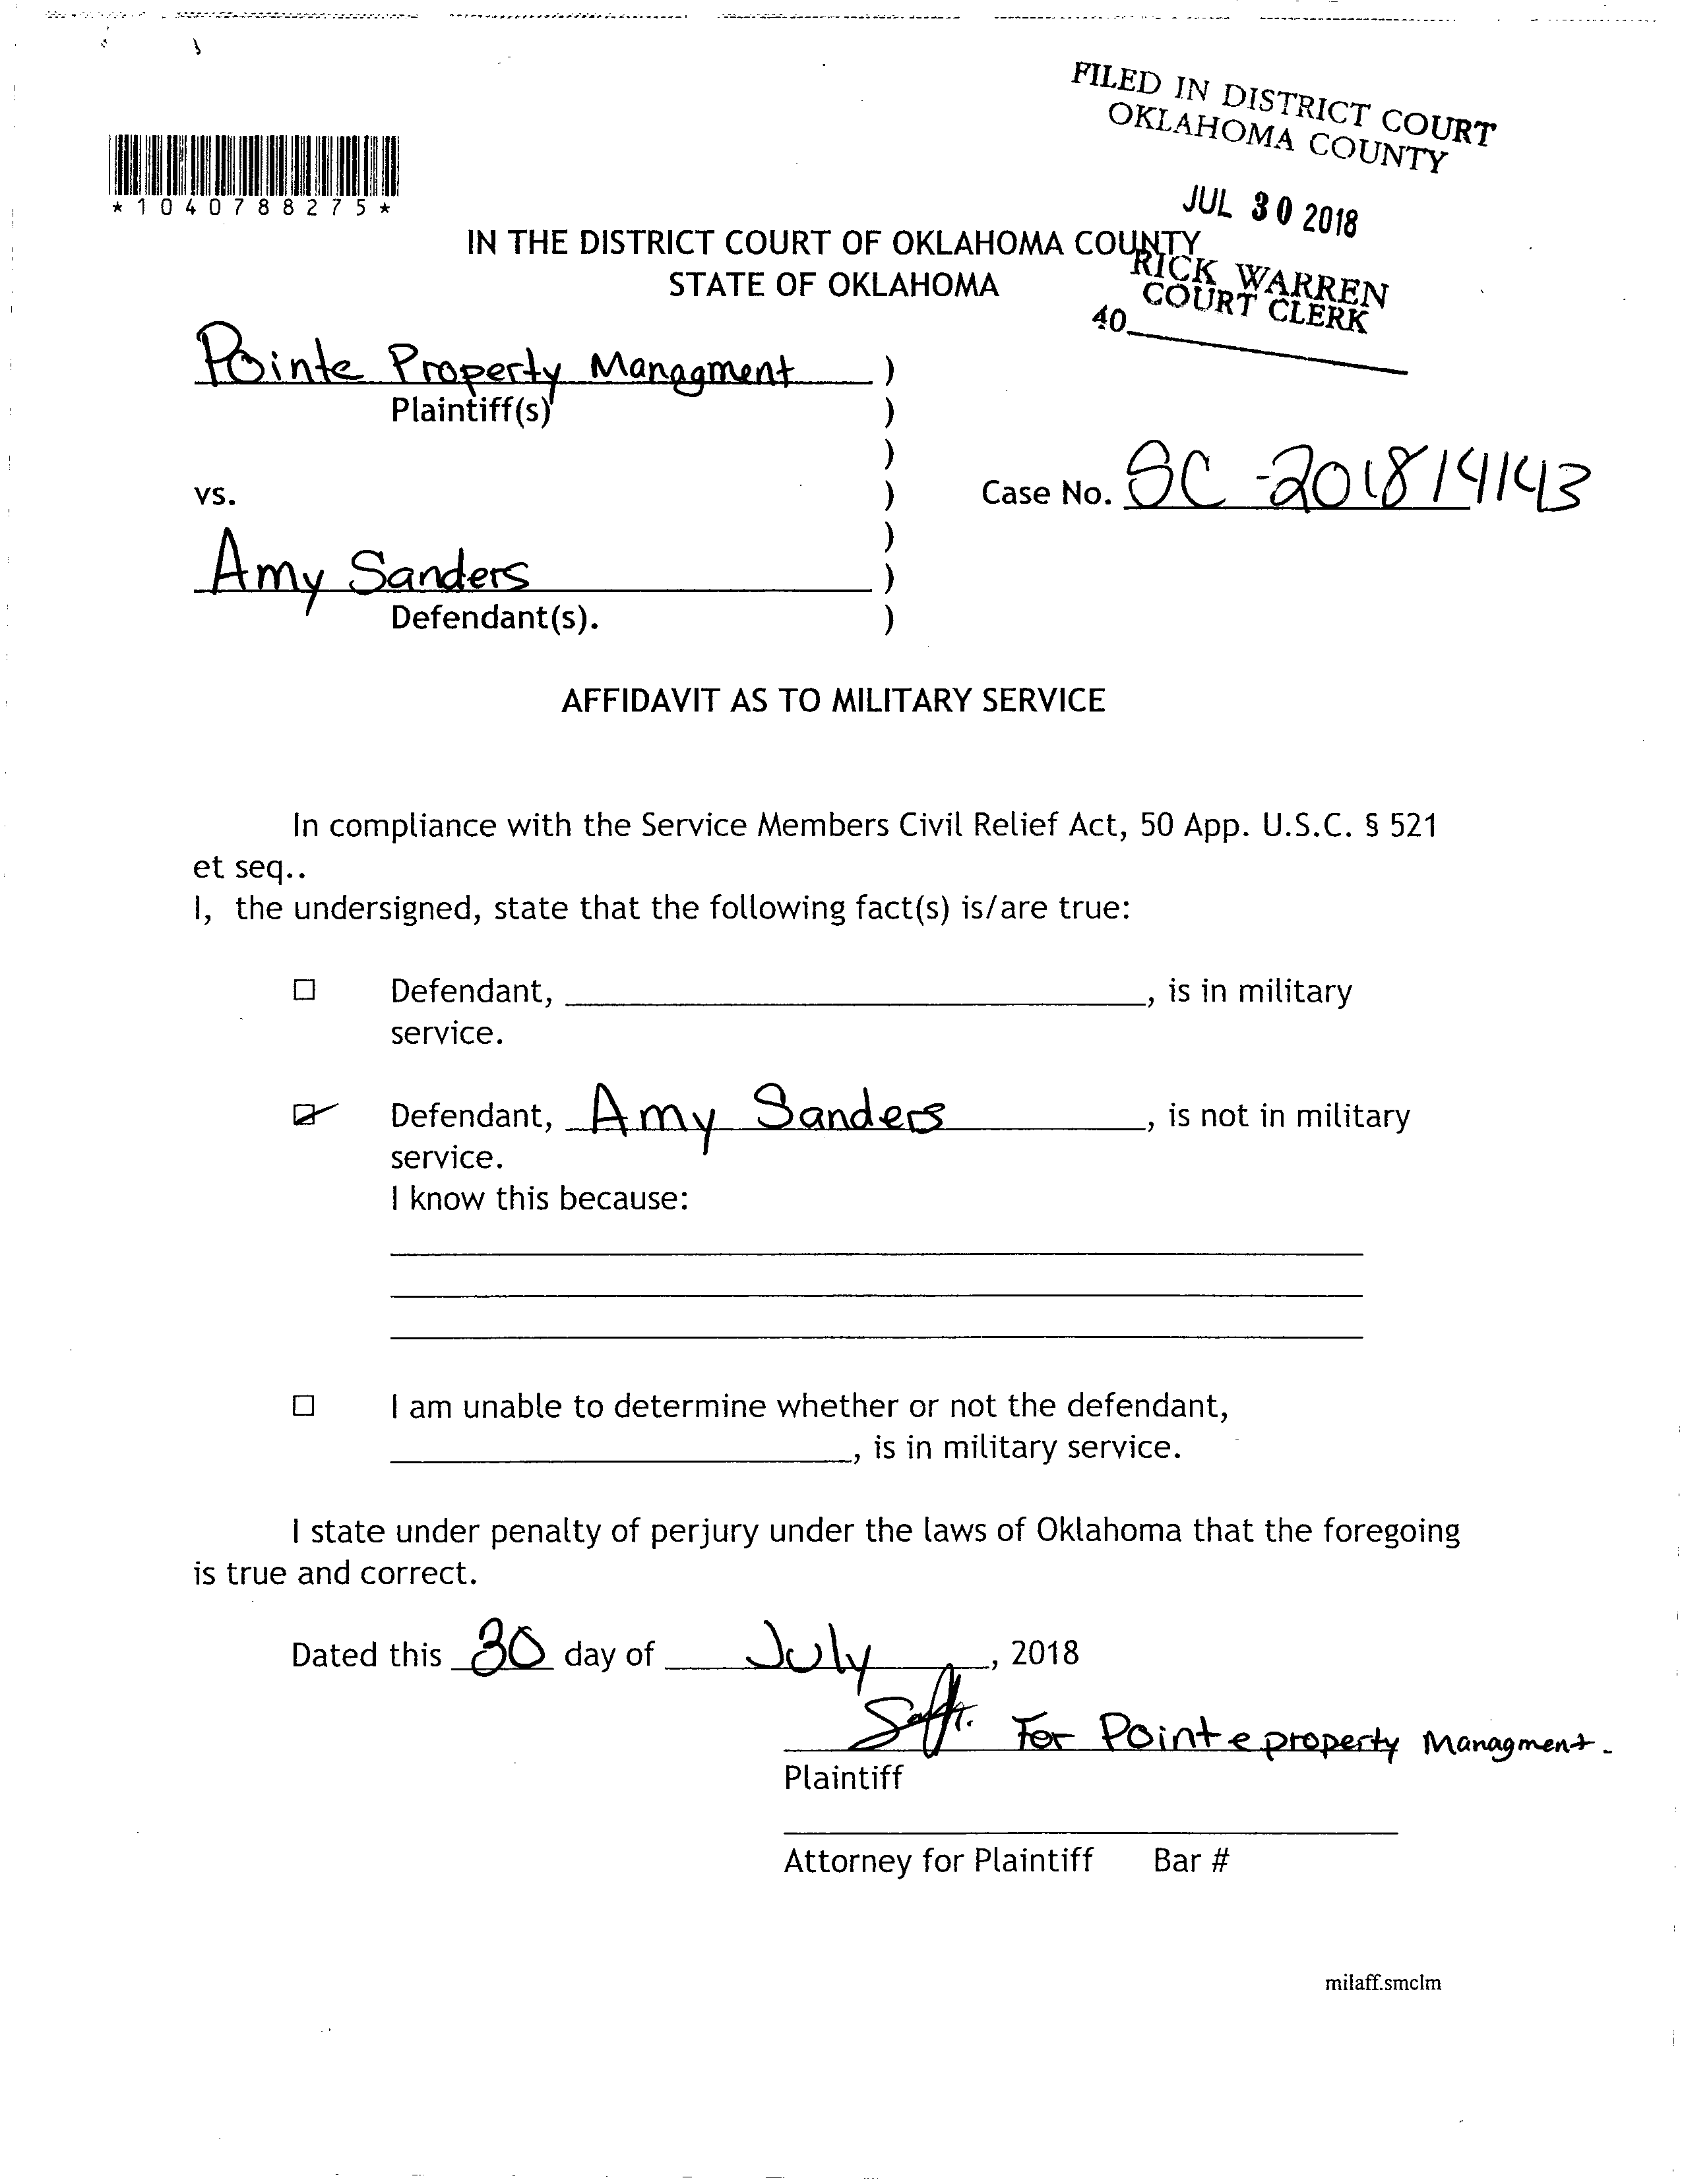 FILED IN DISTRICT COURT
OKLAHOMA COUNTY
JUL 30 2018
RICK WARREN
COURT CLERK
40
*1040788275*
IN THE DISTRICT COURT OF OKLAHOMA COUNTY
STATE OF OKLAHOMA
Pointe Property Managment )
Plaintiff(s) )
)
vs. ) Case No. SC-201814143
)
Amy Sanders )
Defendant(s). )
AFFIDAVIT AS TO MILITARY SERVICE
In compliance with the Service Members Civil Relief Act, 50 App. U.S.C. § 521
et seq..
I, the undersigned, state that the following fact(s) is/are true:
☐ Defendant, , is in military
service.
☑ Defendant, Amy Sanders, is not in military
service.
I know this because:
☐ I am unable to determine whether or not the defendant,
, is in military service.
I state under penalty of perjury under the laws of Oklahoma that the foregoing
is true and correct.
Dated this 30 day of July, 2018
For Pointe property Managment.
Plaintiff
Attorney for Plaintiff Bar #
milaff.smclm